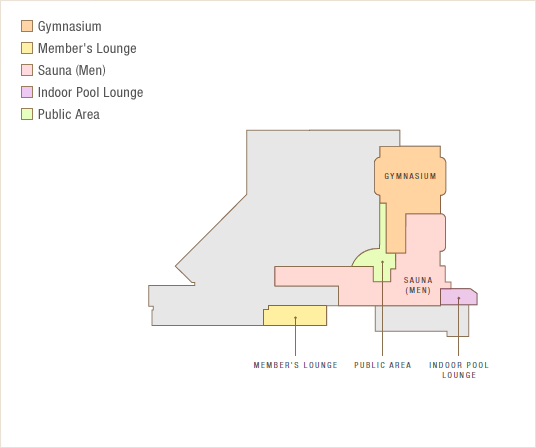 Gymnasium
Member's Lounge
Sauna (Men)
Indoor Pool Lounge
Public Area
GYMNASIUM
SAUNA
(MEN)
MEMBER'S LOUNGE
PUBLIC AREA
INDOOR POOL
LOUNGE